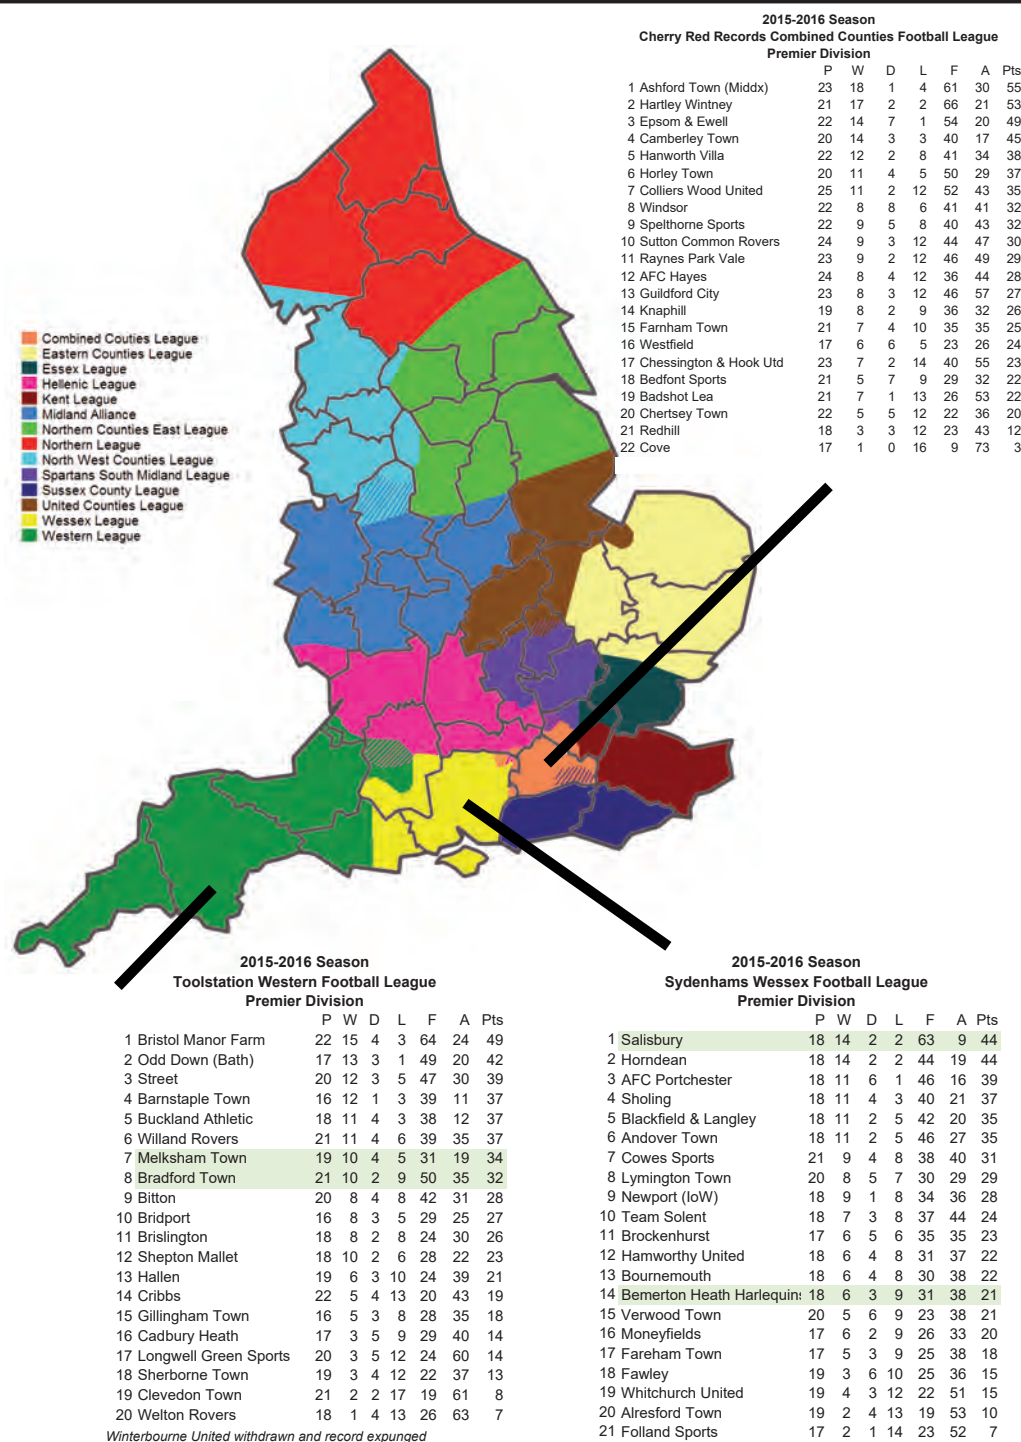 2015-2016 Season
Cherry Red Records Combined Counties Football League
Premier Division
P W D L F A Pts
1 Ashford Town (Middx) 23 18 1 4 61 30 55
2 Hartley Wintney 21 17 2 2 66 21 53
3 Epsom & Ewell 22 14 7 1 54 20 49
4 Camberley Town 20 14 3 3 40 17 45
5 Hanworth Villa 22 12 2 8 41 34 38
6 Horley Town 20 11 4 5 50 29 37
7 Colliers Wood United 25 11 2 12 52 43 35
8 Windsor 22 8 8 6 41 41 32
9 Spelthorne Sports 22 9 5 8 40 43 32
10 Sutton Common Rovers 24 9 3 12 44 47 30
11 Raynes Park Vale 23 9 2 12 46 49 29
12 AFC Hayes 24 8 4 12 36 44 28
13 Guildford City 23 8 3 12 46 57 27
14 Knaphill 19 8 2 9 36 32 26
15 Farnham Town 21 7 4 10 35 35 25
16 Westfield 17 6 6 5 23 26 24
17 Chessington & Hook Utd 23 7 2 14 40 55 23
18 Bedfont Sports 21 5 7 9 29 32 22
19 Badshot Lea 21 7 1 13 26 53 22
20 Chertsey Town 22 5 5 12 22 36 20
21 Redhill 18 3 3 12 23 43 12
22 Cove 17 1 0 16 9 73 3
Combined Couties League
Eastern Counties League
Essex League
Hellenic League
Kent League
Midland Alliance
Northern Counties East League
Northern League
North West Counties League
Spartans South Midland League
Sussex County League
United Counties League
Wessex League
Western League
2015-2016 Season
Toolstation Western Football League
Premier Division
P W D L F A Pts
1 Bristol Manor Farm 22 15 4 3 64 24 49
2 Odd Down (Bath) 17 13 3 1 49 20 42
3 Street 20 12 3 5 47 30 39
4 Barnstaple Town 16 12 1 3 39 11 37
5 Buckland Athletic 18 11 4 3 38 12 37
6 Willand Rovers 21 11 4 6 39 35 37
7 Melksham Town 19 10 4 5 31 19 34
8 Bradford Town 21 10 2 9 50 35 32
9 Bitton 20 8 4 8 42 31 28
10 Bridport 16 8 3 5 29 25 27
11 Brislington 18 8 2 8 24 30 26
12 Shepton Mallet 18 10 2 6 28 22 23
13 Hallen 19 6 3 10 24 39 21
14 Cribbs 22 5 4 13 20 43 19
15 Gillingham Town 16 5 3 8 28 35 18
16 Cadbury Heath 17 3 5 9 29 40 14
17 Longwell Green Sports 20 3 5 12 24 60 14
18 Sherborne Town 19 3 4 12 22 37 13
19 Clevedon Town 21 2 2 17 19 61 8
20 Welton Rovers 18 1 4 13 26 63 7
Winterbourne United withdrawn and record expunged
2015-2016 Season
Sydenhams Wessex Football League
Premier Division
P W D L F A Pts
1 Salisbury 18 14 2 2 63 9 44
2 Horndean 18 14 2 2 44 19 44
3 AFC Portchester 18 11 6 1 46 16 39
4 Sholing 18 11 4 3 40 21 37
5 Blackfield & Langley 18 11 2 5 42 20 35
6 Andover Town 18 11 2 5 46 27 35
7 Cowes Sports 21 9 4 8 38 40 31
8 Lymington Town 20 8 5 7 30 29 29
9 Newport (IoW) 18 9 1 8 34 36 28
10 Team Solent 18 7 3 8 37 44 24
11 Brockenhurst 17 6 5 6 35 35 23
12 Hamworthy United 18 6 4 8 31 37 22
13 Bournemouth 18 6 4 8 30 38 22
14 Bemerton Heath Harlequins 18 6 3 9 31 38 21
15 Verwood Town 20 5 6 9 23 38 21
16 Moneyfields 17 6 2 9 26 33 20
17 Fareham Town 17 5 3 9 25 38 18
18 Fawley 19 3 6 10 25 36 15
19 Whitchurch United 19 4 3 12 22 51 15
20 Alresford Town 19 2 4 13 19 53 10
21 Folland Sports 17 2 1 14 23 52 7